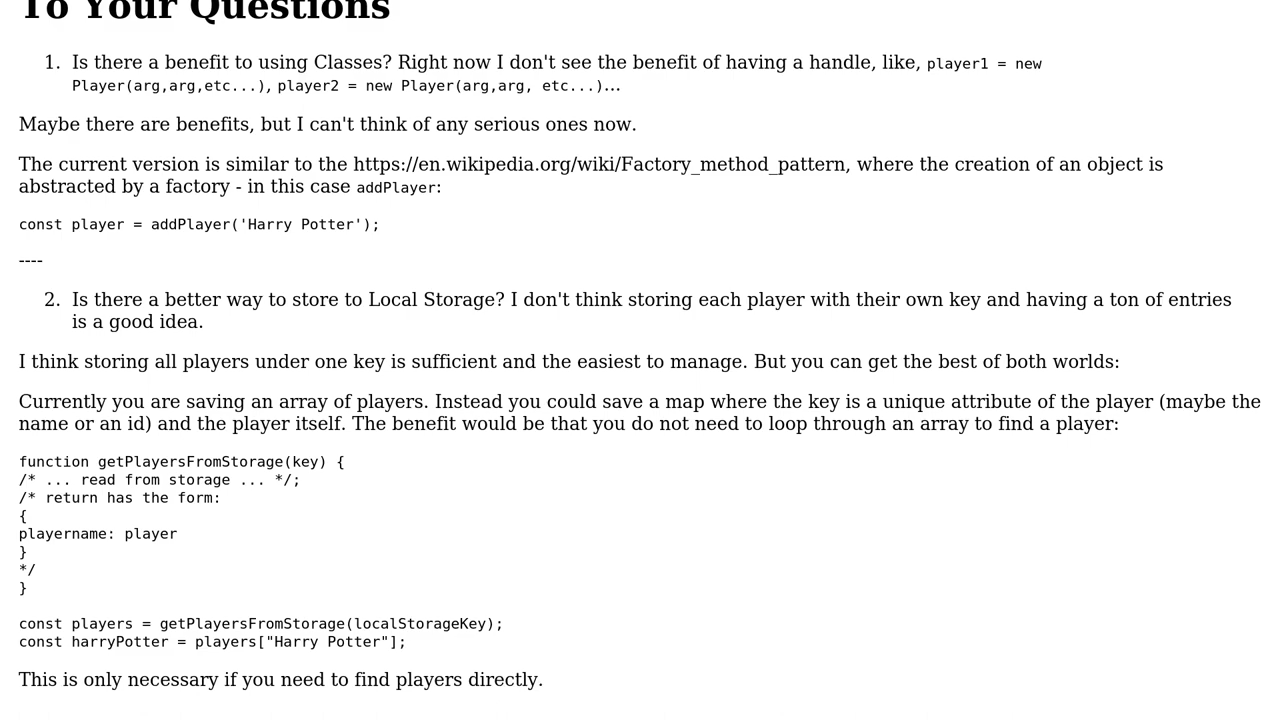 To Your Questions
1. Is there a benefit to using Classes? Right now I don't see the benefit of having a handle, like, player1 = new
Player(arg,arg,etc...), player2 = new Player(arg,arg, etc...)...
Maybe there are benefits, but I can't think of any serious ones now.
The current version is similar to the https://en.wikipedia.org/wiki/Factory_method_pattern, where the creation of an object is
abstracted by a factory - in this case addPlayer:
const player = addPlayer('Harry Potter');
----
2. Is there a better way to store to Local Storage? I don't think storing each player with their own key and having a ton of entries
is a good idea.
I think storing all players under one key is sufficient and the easiest to manage. But you can get the best of both worlds:
Currently you are saving an array of players. Instead you could save a map where the key is a unique attribute of the player (maybe the
name or an id) and the player itself. The benefit would be that you do not need to loop through an array to find a player:
function getPlayersFromStorage(key) {
/* ... read from storage ... */;
/* return has the form:
{
playername: player
}
*/
}
const players = getPlayersFromStorage(localStorageKey);
const harryPotter = players["Harry Potter"];
This is only necessary if you need to find players directly.